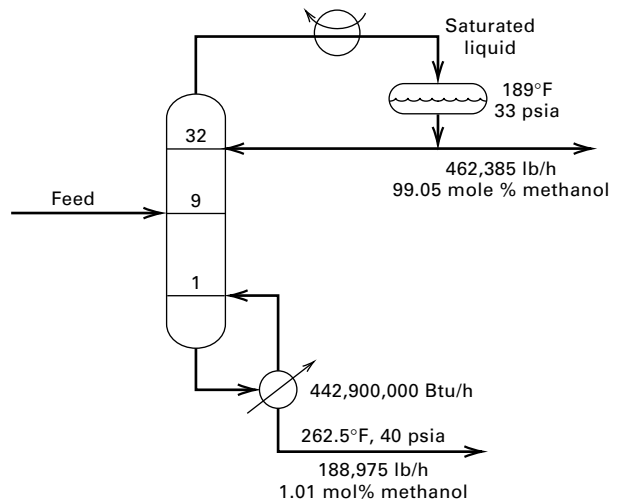 Saturated
liquid
189°F
33 psia
32
462,385 lb/h
99.05 mole % methanol
Feed
9
1
442,900,000 Btu/h
262.5°F, 40 psia
188,975 lb/h
1.01 mol% methanol